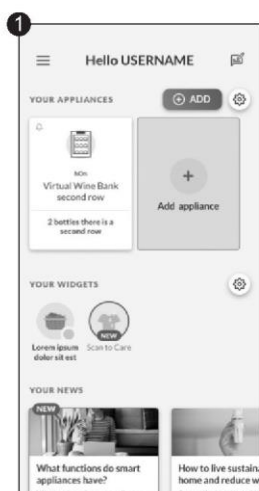 1
Hello USERNAME
YOUR APPLIANCES
ADD
NON
Virtual Wine Bank
second row
2 bottles there is a
second row
Add appliance
YOUR WIDGETS
NEW
Lorem ipsum
dolor sit est
Scan to Care
YOUR NEWS
NEW
What functions do smart
appliances have?
How to live sustaina
home and reduce w